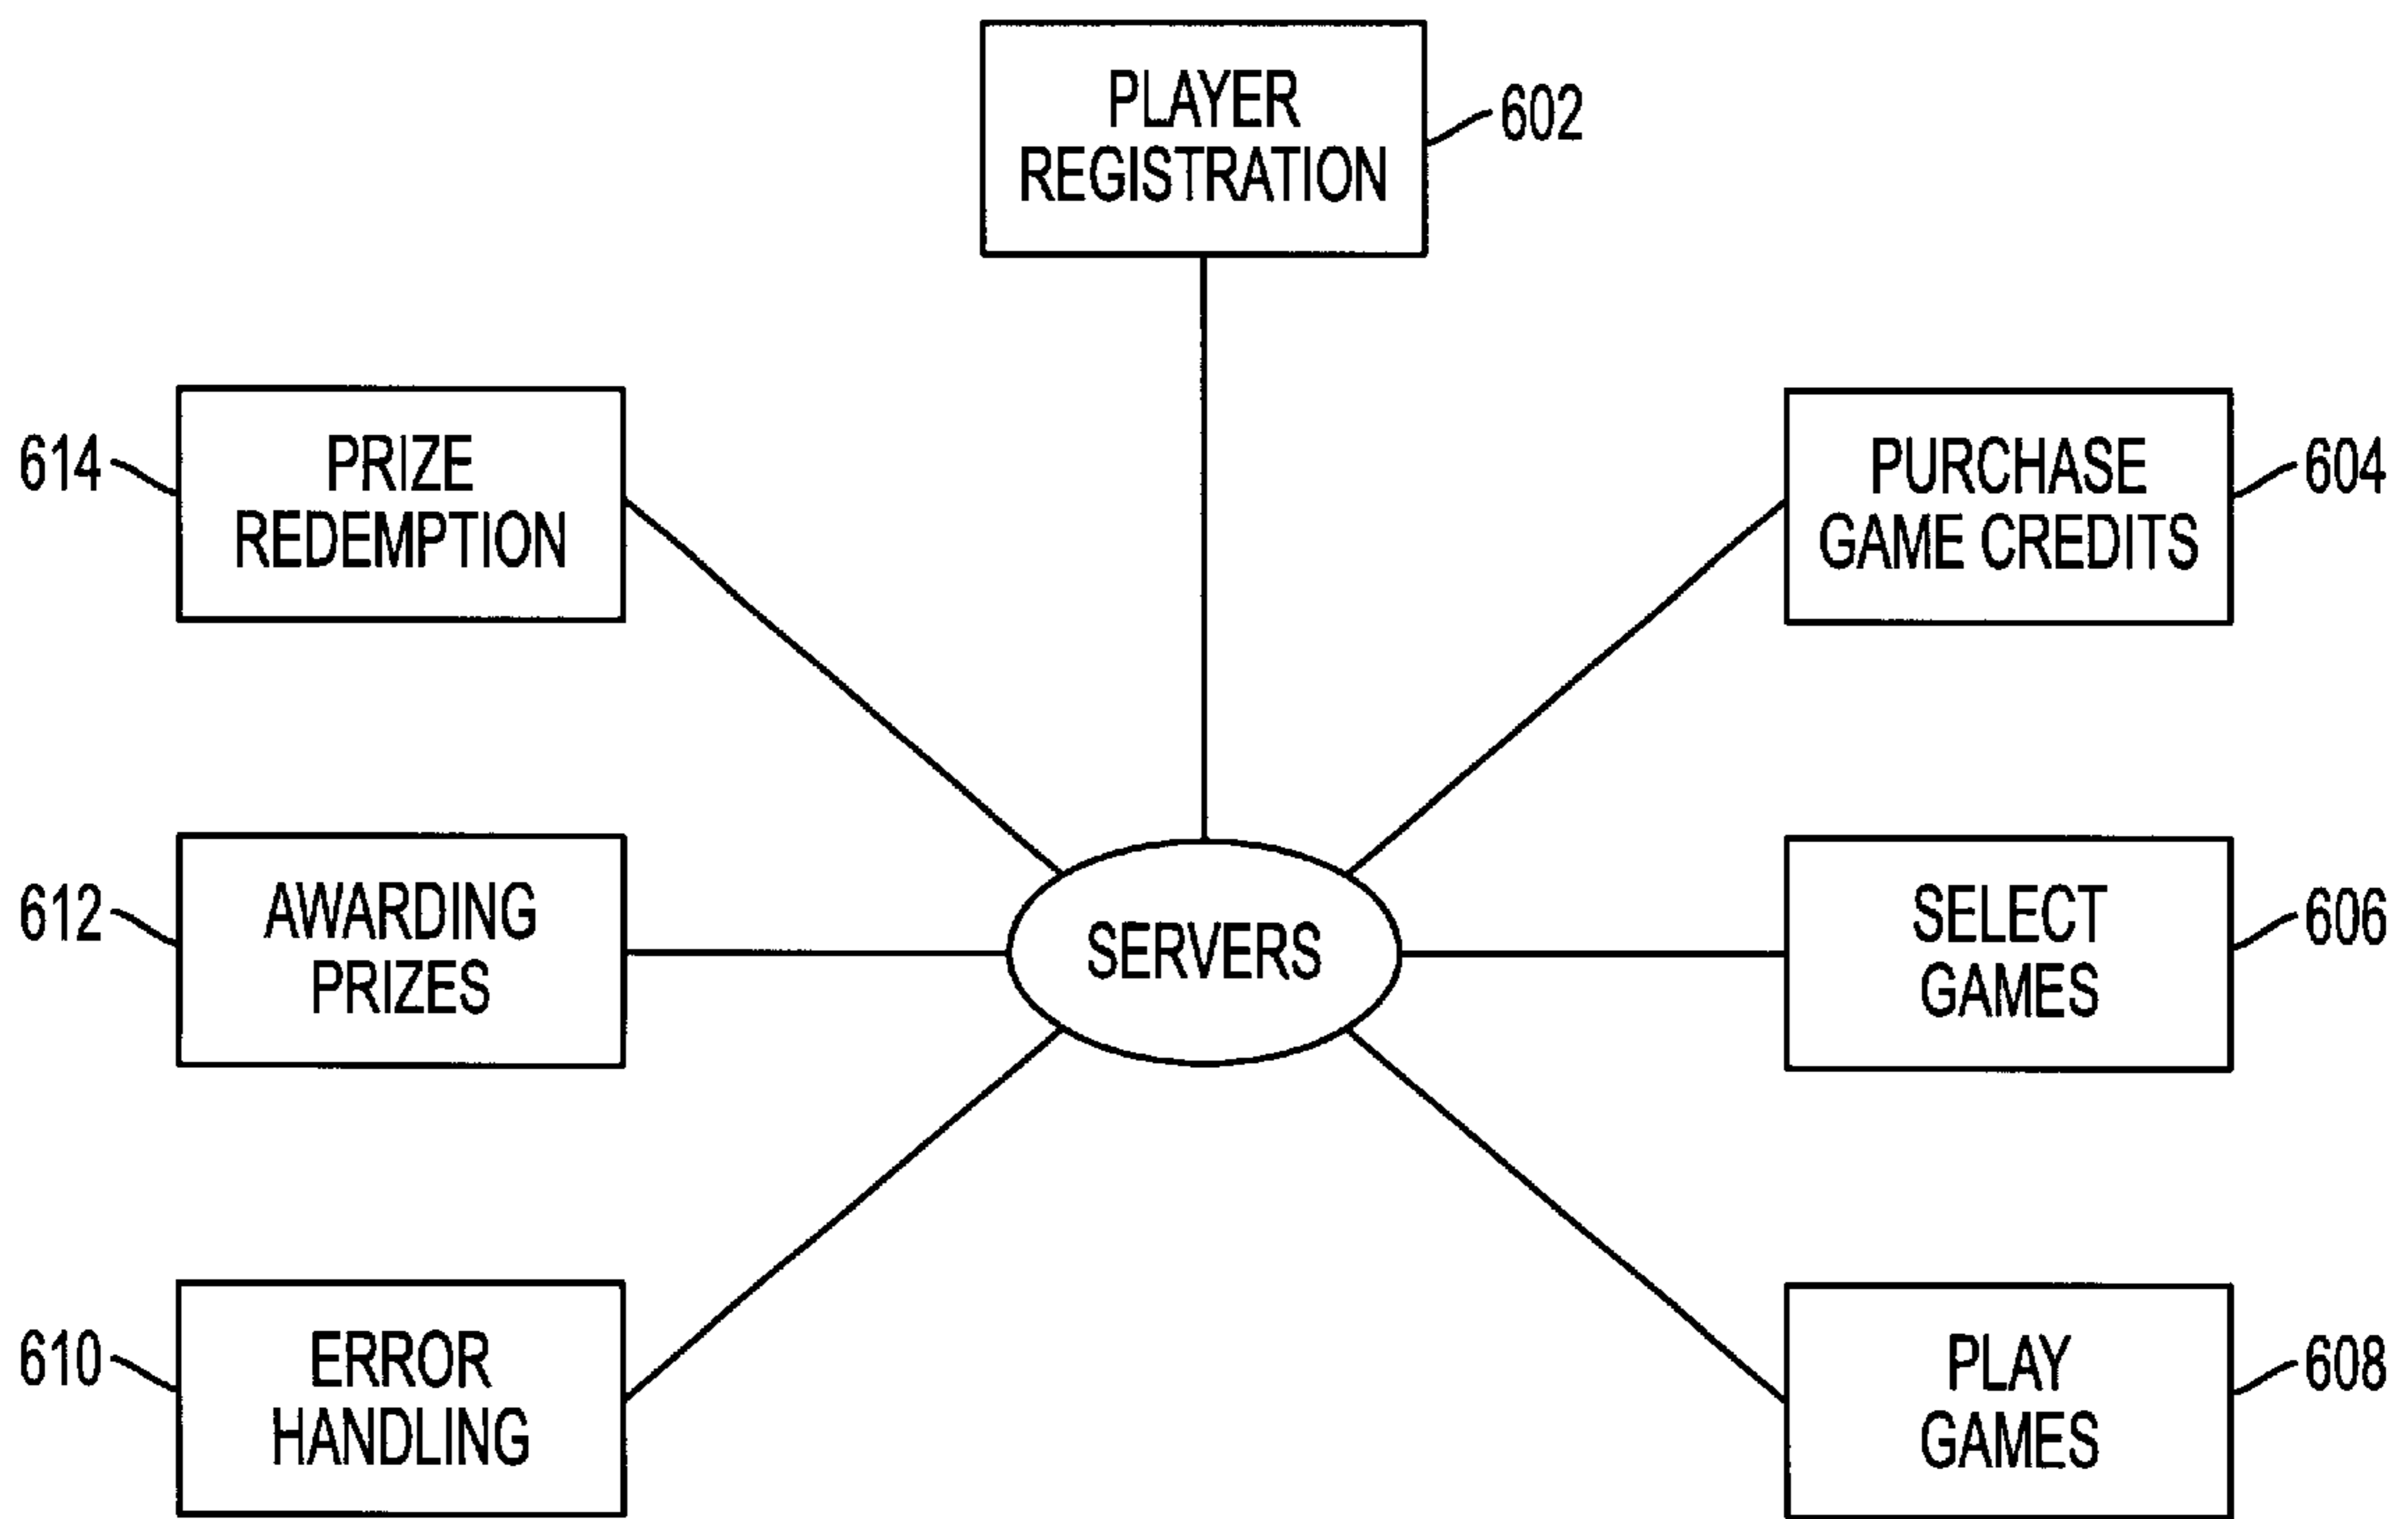 PLAYER
REGISTRATION
602
614
PRIZE
REDEMPTION
PURCHASE
GAME CREDITS
604
612
AWARDING
PRIZES
SERVERS
SELECT
GAMES
606
610
ERROR
HANDLING
PLAY
GAMES
608